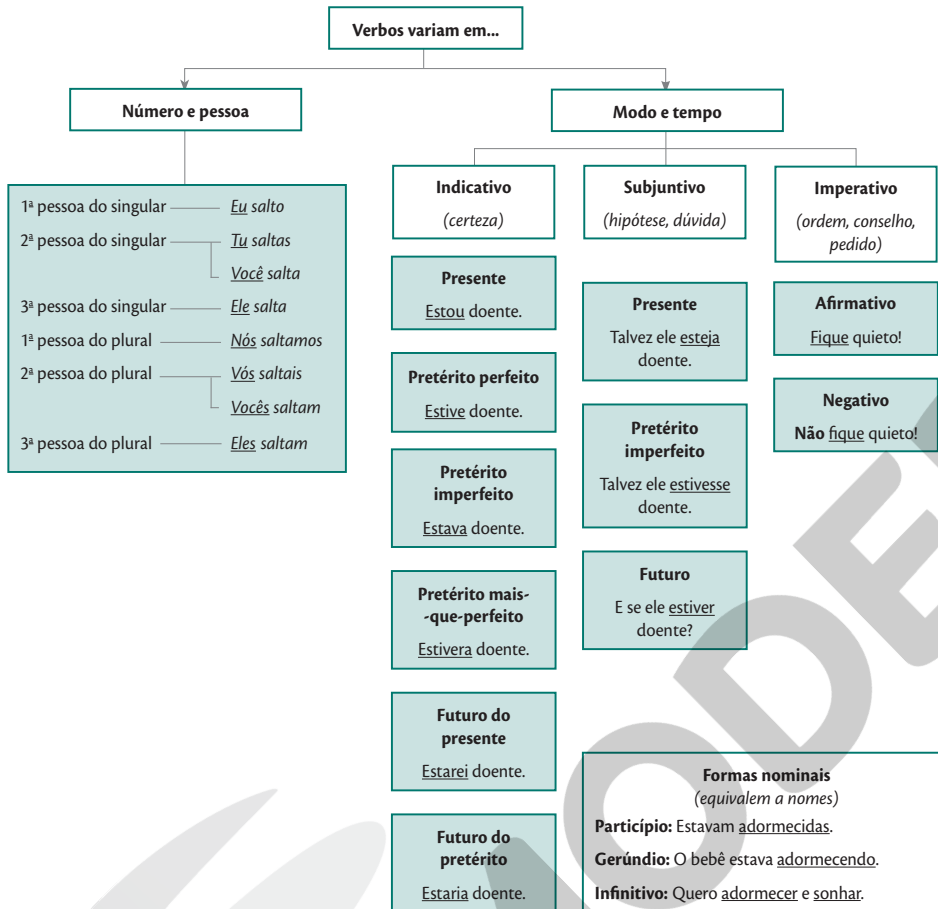 Verbos variam em...
Número e pessoa
1ª pessoa do singular Eu salto
2ª pessoa do singular Tu saltas
Você salta
3ª pessoa do singular Ele salta
1ª pessoa do plural Nós saltamos
2ª pessoa do plural Vós saltais
Vocês saltam
3ª pessoa do plural Eles saltam
Modo e tempo
Indicativo
(certeza)
Presente
Estou doente.
Pretérito perfeito
Estive doente.
Pretérito
imperfeito
Estava doente.
Pretérito mais-
-que-perfeito
Estivera doente.
Futuro do
presente
Estarei doente.
Futuro do
pretérito
Estaria doente.
Subjuntivo
(hipótese, dúvida)
Presente
Talvez ele esteja
doente.
Pretérito
imperfeito
Talvez ele estivesse
doente.
Futuro
E se ele estiver
doente?
Imperativo
(ordem, conselho,
pedido)
Afirmativo
Fique quieto!
Negativo
Não fique quieto!
Formas nominais
(equivalem a nomes)
Particípio: Estavam adormecidas.
Gerúndio: O bebê estava adormecendo.
Infinitivo: Quero adormecer e sonhar.
MODE